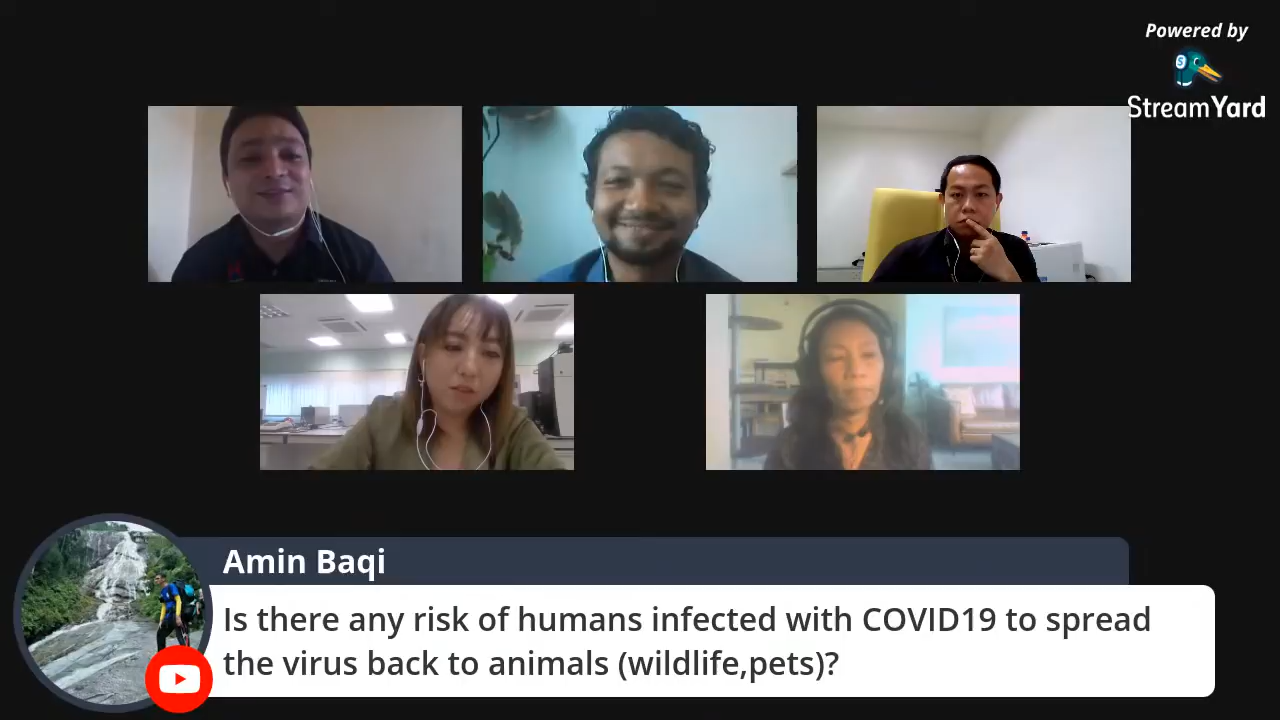 Powered by
StreamYard
Amin Baqi
Is there any risk of humans infected with COVID19 to spread
the virus back to animals (wildlife,pets)?